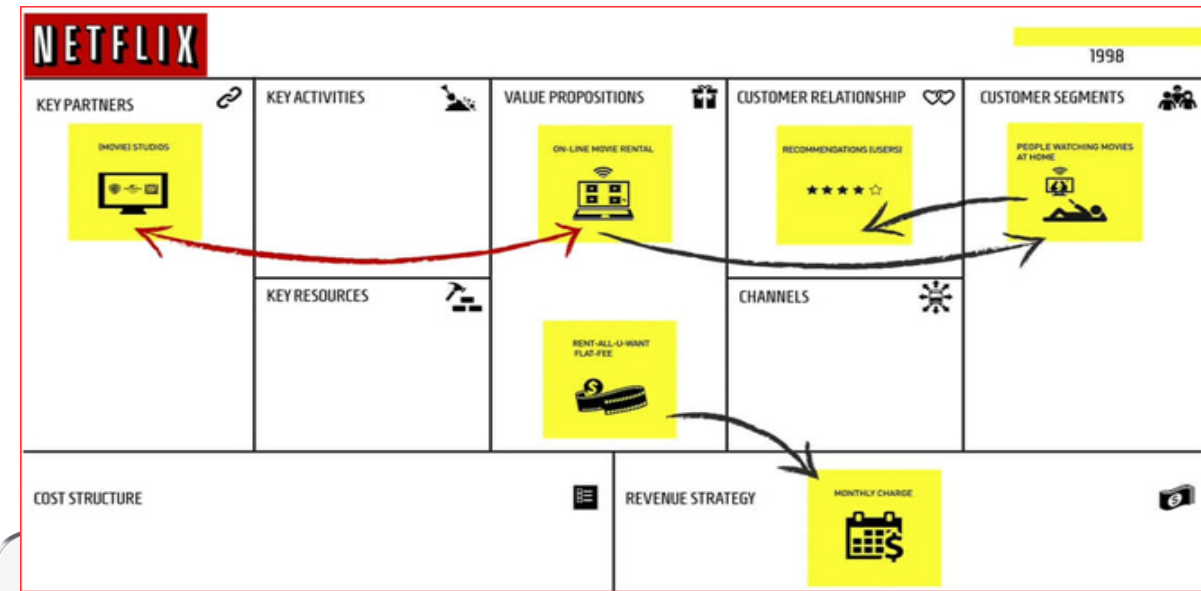 NETFLIX
1998
KEY PARTNERS
(MOVIE) STUDIOS
KEY ACTIVITIES
KEY RESOURCES
VALUE PROPOSITIONS
ON-LINE MOVIE RENTAL
RENT-ALL-U-WANT
FLAT-FEE
CUSTOMER RELATIONSHIP
RECOMMENDATIONS (USERS)
CHANNELS
CUSTOMER SEGMENTS
PEOPLE WATCHING MOVIES
AT HOME
COST STRUCTURE
REVENUE STRATEGY
MONTHLY CHARGE